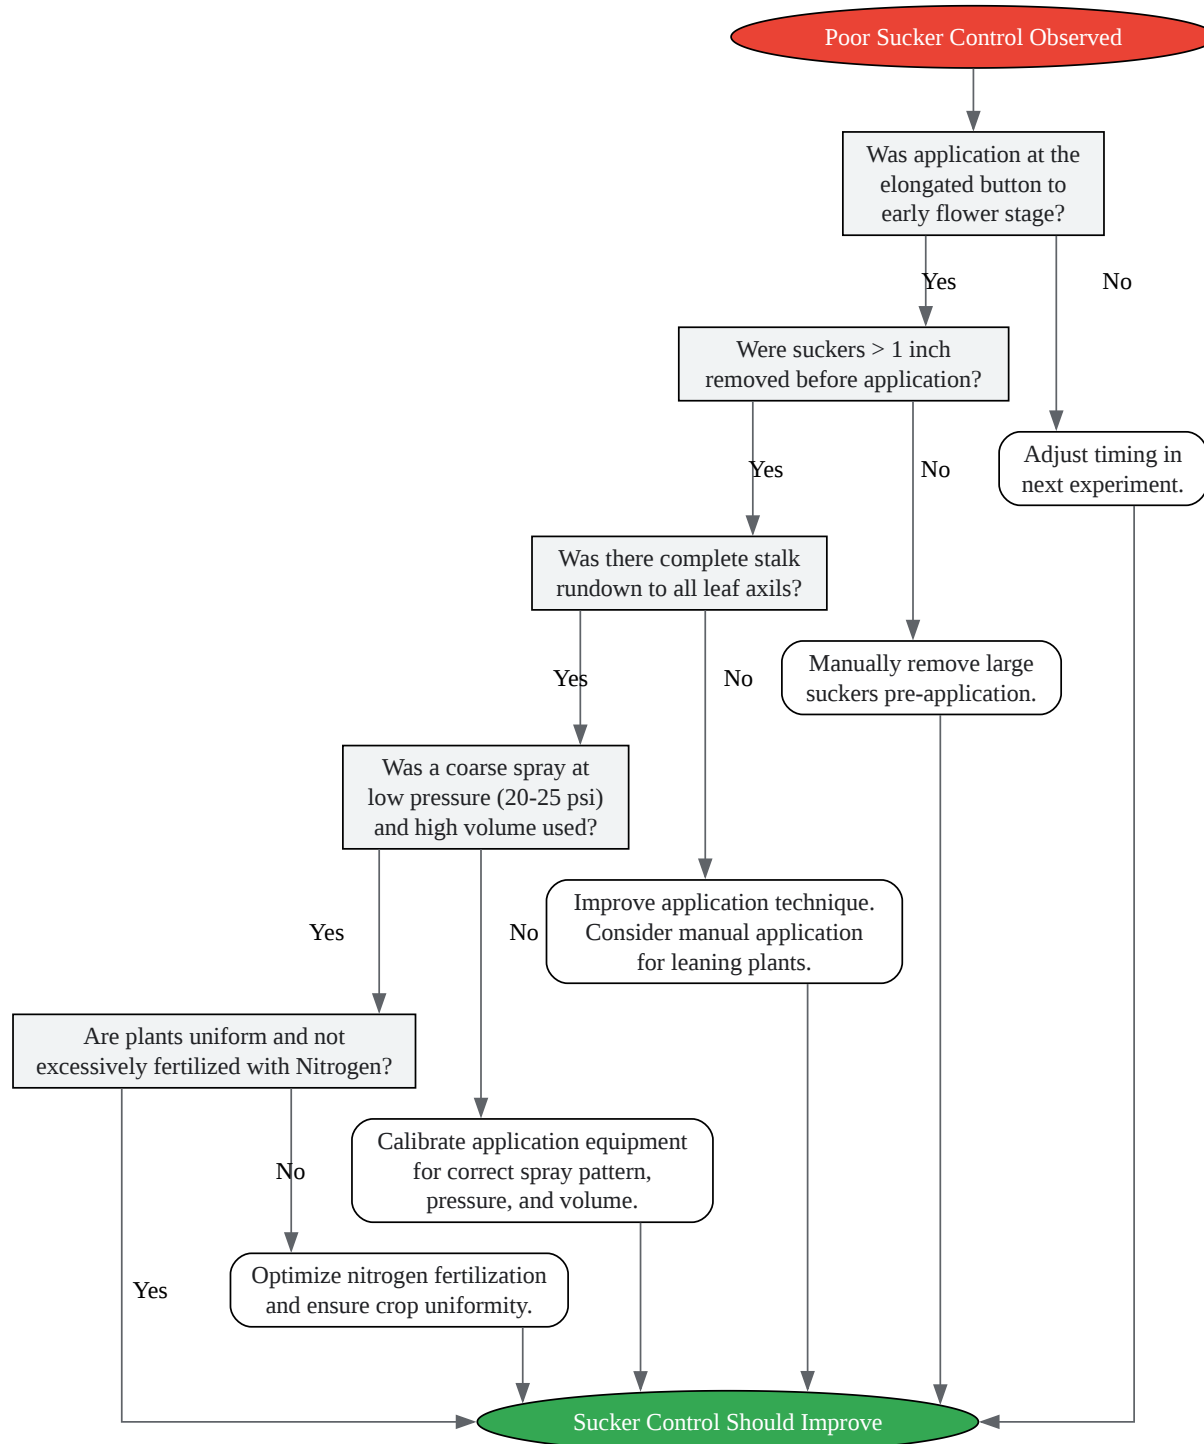 Poor Sucker Control Observed
Was application at the
elongated button to
early flower stage?
Yes
No
Were suckers > 1 inch
removed before application?
Adjust timing in
next experiment.
Yes
No
Was there complete stalk
rundown to all leaf axils?
Manually remove large
suckers pre-application.
Yes
No
Was a coarse spray at
low pressure (20-25 psi)
and high volume used?
Improve application technique.
Consider manual application
for leaning plants.
Yes
No
Are plants uniform and not
excessively fertilized with Nitrogen?
Calibrate application equipment
for correct spray pattern,
pressure, and volume.
No
Yes
Optimize nitrogen fertilization
and ensure crop uniformity.
Sucker Control Should Improve